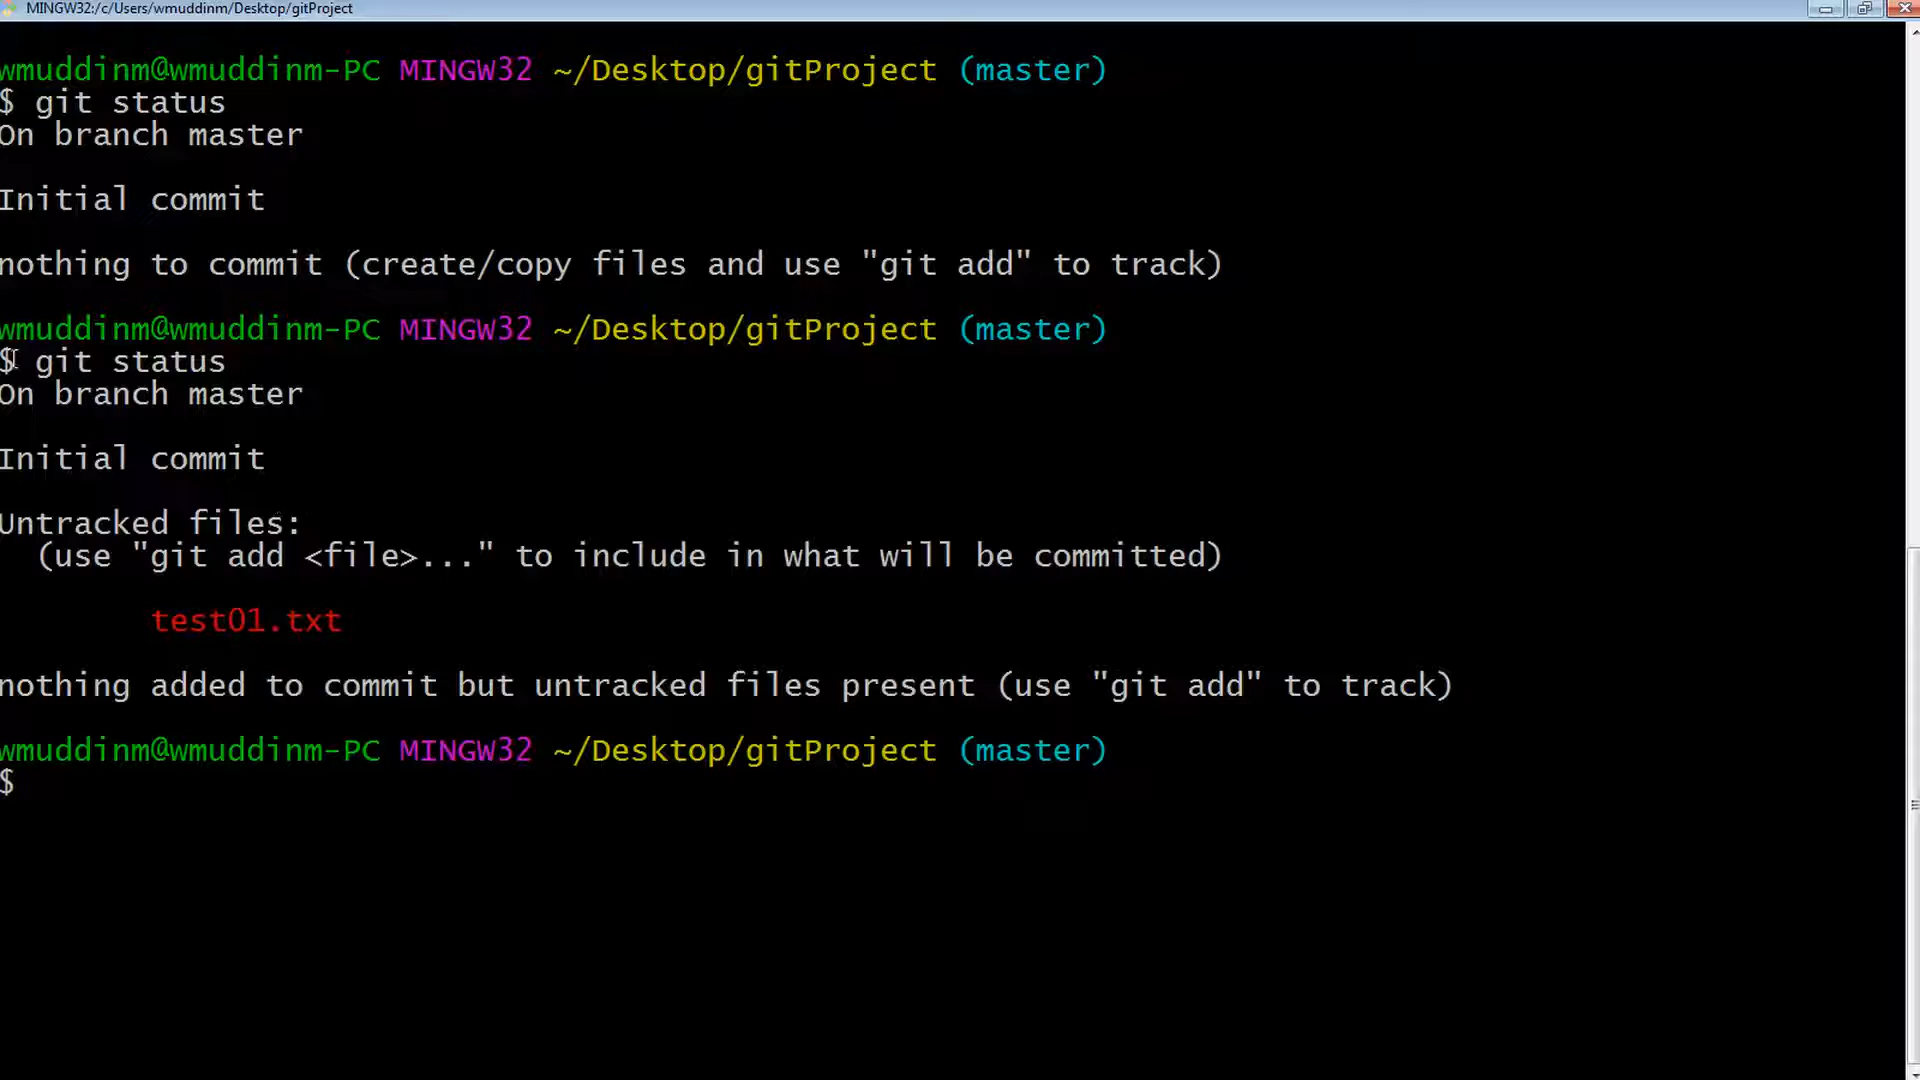 MINGW32:/c/Users/wmuddinm/Desktop/gitProject
wmuddinm@wmuddinm-PC MINGW32 ~/Desktop/gitProject (master)
$ git status
On branch master
Initial commit
nothing to commit (create/copy files and use "git add" to track)
wmuddinm@wmuddinm-PC MINGW32 ~/Desktop/gitProject (master)
$ git status
On branch master
Initial commit
Untracked files:
(use "git add <file>..." to include in what will be committed)
test01.txt
nothing added to commit but untracked files present (use "git add" to track)
wmuddinm@wmuddinm-PC MINGW32 ~/Desktop/gitProject (master)
$